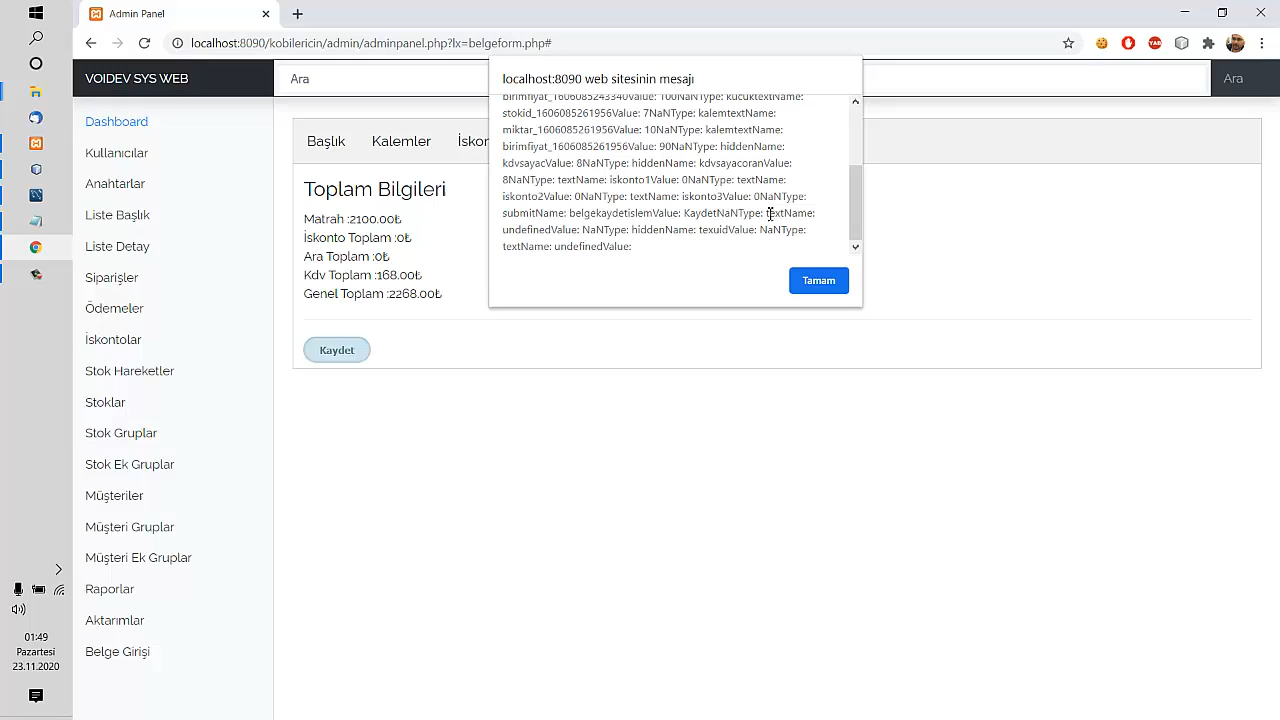 Admin Panel
localhost:8090/kobilericin/admin/adminpanel.php?lx=belgeform.php#
VOIDEV SYS WEB
Ara
Ara
localhost:8090 web sitesinin mesajı
birimfiyat_1606085243340Value: 100NaNType: kucuktextName:
stokid_1606085261956Value: 7NaNType: kalemtextName:
miktar_1606085261956Value: 10NaNType: kalemtextName:
birimfiyat_1606085261956Value: 90NaNType: hiddenName:
kdvsayacValue: 8NaNType: hiddenName: kdvsayacoranValue:
8NaNType: textName: iskonto1Value: 0NaNType: textName:
iskonto2Value: 0NaNType: textName: iskonto3Value: 0NaNType:
submitName: belgekaydetislemValue: KaydetNaNType: textName:
undefinedValue: NaNType: hiddenName: texuidValue: NaNType:
textName: undefinedValue:
Tamam
Dashboard
Kullanıcılar
Anahtarlar
Liste Başlık
Liste Detay
Siparişler
Ödemeler
İskontolar
Stok Hareketler
Stoklar
Stok Gruplar
Stok Ek Gruplar
Müşteriler
Müşteri Gruplar
Müşteri Ek Gruplar
Raporlar
Aktarımlar
Belge Girişi
Başlık
Kalemler
İskon
Toplam Bilgileri
Matrah :2100.00₺
İskonto Toplam :0₺
Ara Toplam :0₺
Kdv Toplam :168.00₺
Genel Toplam :2268.00₺
Kaydet
01:49
Pazartesi
23.11.2020